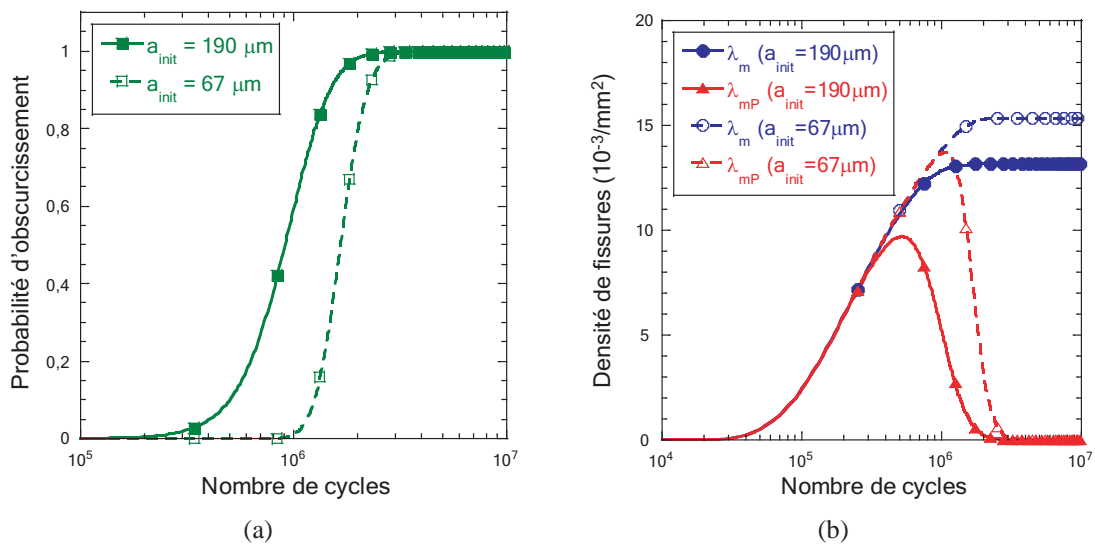 a_init = 190 µm
a_init = 67 µm
Probabilité d'obscurcissement
1
0,8
0,6
0,4
0,2
0
10^5
10^6
10^7
Nombre de cycles
(a)
λ_m (a_init=190µm)
λ_mP (a_init=190µm)
λ_m (a_init=67µm)
λ_mP (a_init=67µm)
Densité de fissures (10^-3/mm^2)
20
15
10
5
0
10^4
10^5
10^6
10^7
Nombre de cycles
(b)